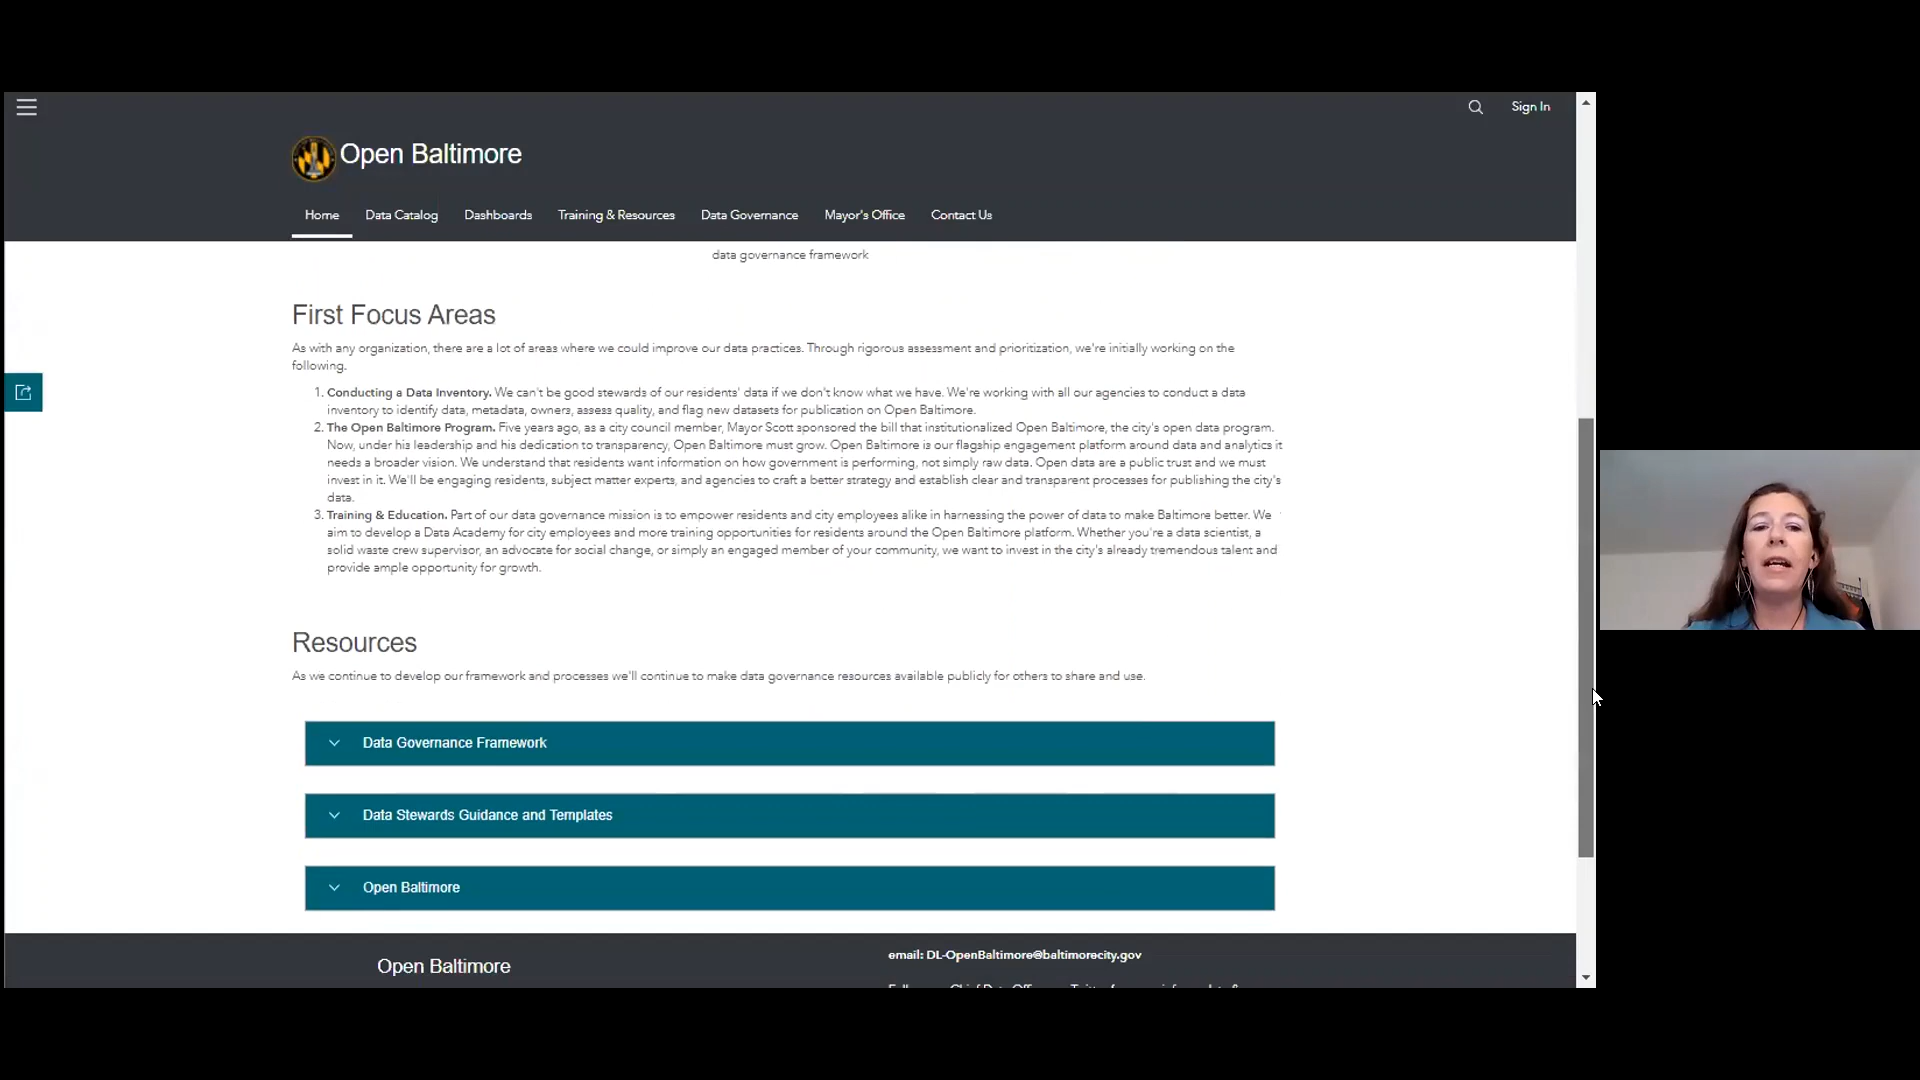 Sign In
Open Baltimore
Home Data Catalog Dashboards Training & Resources Data Governance Mayor's Office Contact Us
data governance framework
First Focus Areas
As with any organization, there are a lot of areas where we could improve our data practices. Through rigorous assessment and prioritization, we're initially working on the
following.
1. Conducting a Data Inventory. We can't be good stewards of our residents' data if we don't know what we have. We're working with all our agencies to conduct a data
inventory to identify data, metadata, owners, assess quality, and flag new datasets for publication on Open Baltimore.
2. The Open Baltimore Program. Five years ago, as a city council member, Mayor Scott sponsored the bill that institutionalized Open Baltimore, the city's open data program.
Now, under his leadership and his dedication to transparency, Open Baltimore must grow. Open Baltimore is our flagship engagement platform around data and analytics it
needs a broader vision. We understand that residents want information on how government is performing, not simply raw data. Open data are a public trust and we must
invest in it. We'll be engaging residents, subject matter experts, and agencies to craft a better strategy and establish clear and transparent processes for publishing the city's
data.
3. Training & Education. Part of our data governance mission is to empower residents and city employees alike in harnessing the power of data to make Baltimore better. We
aim to develop a Data Academy for city employees and more training opportunities for residents around the Open Baltimore platform. Whether you're a data scientist, a
solid waste crew supervisor, an advocate for social change, or simply an engaged member of your community, we want to invest in the city's already tremendous talent and
provide ample opportunity for growth.
Resources
As we continue to develop our framework and processes we'll continue to make data governance resources available publicly for others to share and use.
Data Governance Framework
Data Stewards Guidance and Templates
Open Baltimore
Open Baltimore
email: DL-OpenBaltimore@baltimorecity.gov